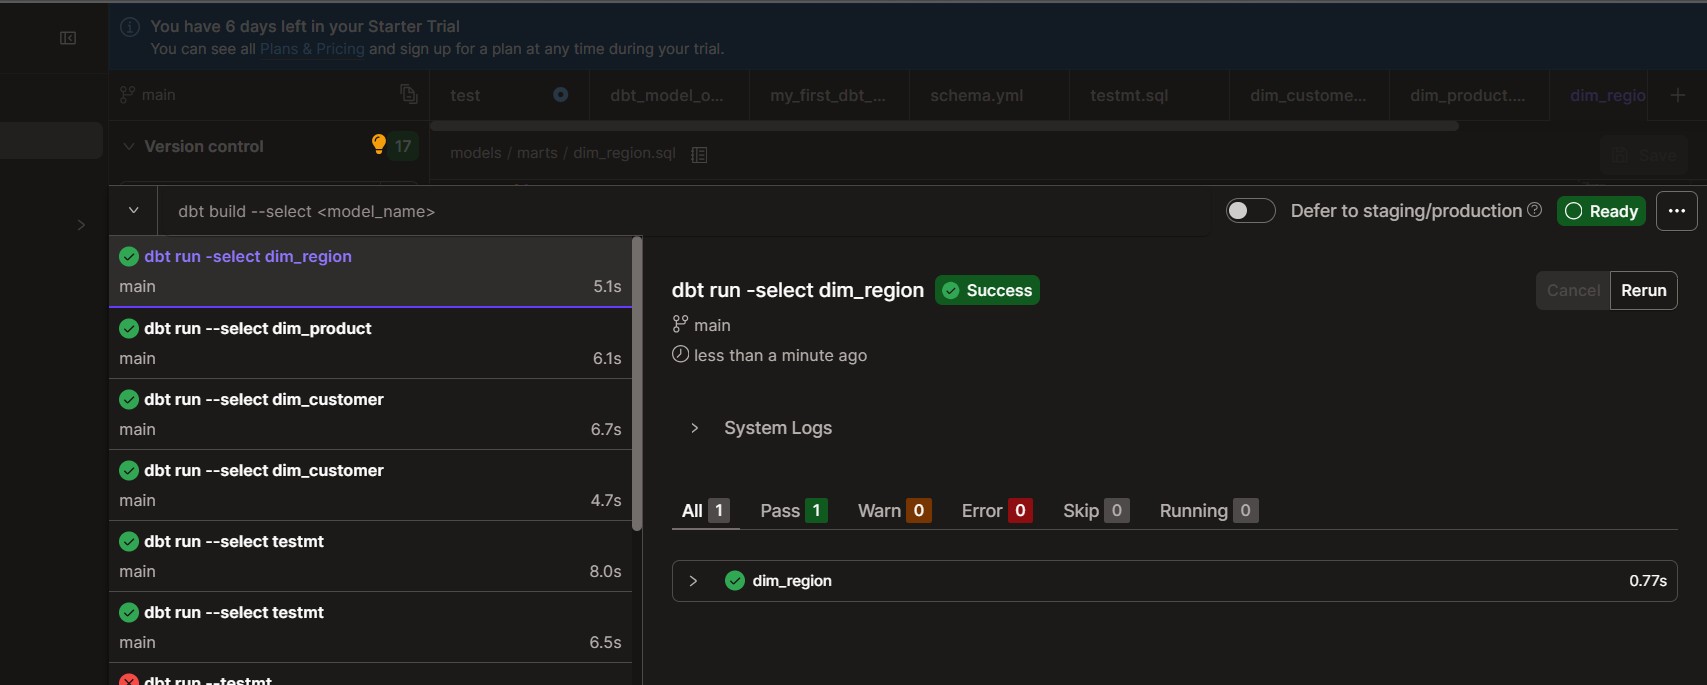 You have 6 days left in your Starter Trial
You can see all Plans & Pricing and sign up for a plan at any time during your trial.
main
test
dbt_model_o...
my_first_dbt_...
schema.yml
testmt.sql
dim_custome...
dim_product....
dim_regio
Version control
17
models / marts / dim_region.sql
Save
dbt build --select <model_name>
Defer to staging/production
Ready
dbt run -select dim_region
main 5.1s
dbt run --select dim_product
main 6.1s
dbt run --select dim_customer
main 6.7s
dbt run --select dim_customer
main 4.7s
dbt run --select testmt
main 8.0s
dbt run --select testmt
main 6.5s
dbt run --testmt
dbt run -select dim_region Success
Cancel Rerun
main
less than a minute ago
System Logs
All 1 Pass 1 Warn 0 Error 0 Skip 0 Running 0
dim_region 0.77s